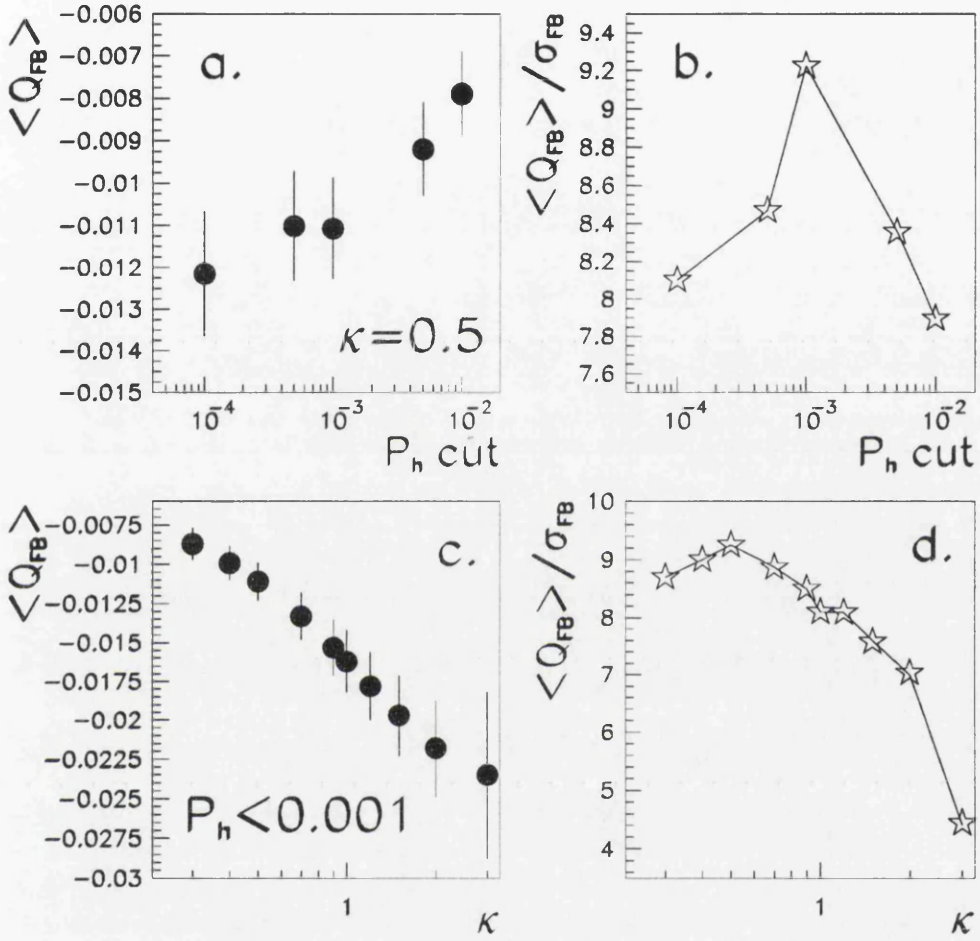 a.
<Q_FB>
-0.006
-0.007
-0.008
-0.009
-0.01
-0.011
-0.012
-0.013
-0.014
-0.015
κ=0.5
10⁻⁴ 10⁻³ 10⁻²
P_h cut
b.
<Q_FB>/σ_FB
9.4
9.2
9
8.8
8.6
8.4
8.2
8
7.8
7.6
10⁻⁴ 10⁻³ 10⁻²
P_h cut
c.
<Q_FB>
-0.0075
-0.01
-0.0125
-0.015
-0.0175
-0.02
-0.0225
-0.025
-0.0275
-0.03
P_h<0.001
1 κ
d.
<Q_FB>/σ_FB
10
9
8
7
6
5
4
1 κ